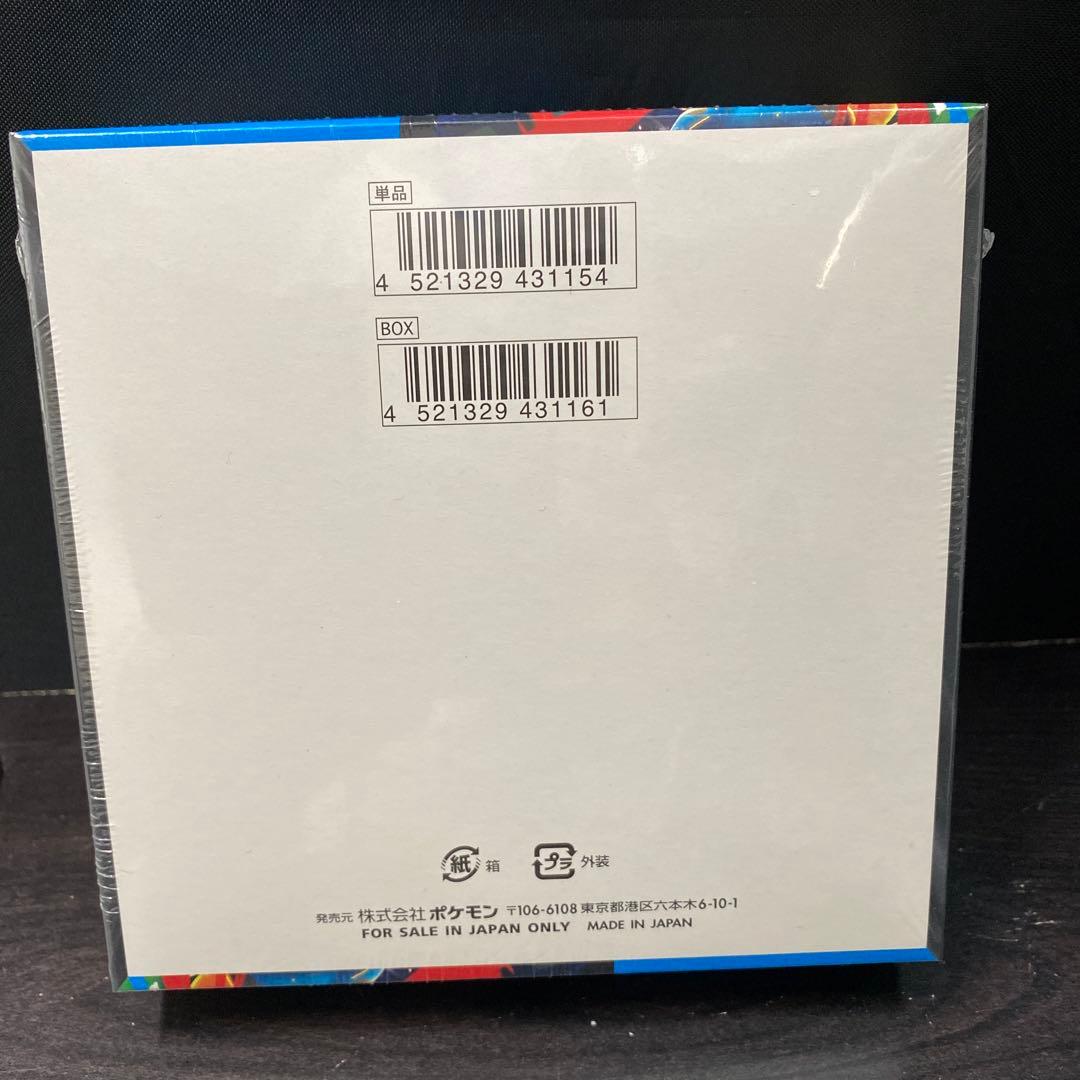 単品
4 521329 431154
BOX
4 521329 431161
紙 箱 プラ 外装
発売元 株式会社 ポケモン 〒106-6108 東京都港区六本木6-10-1
FOR SALE IN JAPAN ONLY MADE IN JAPAN